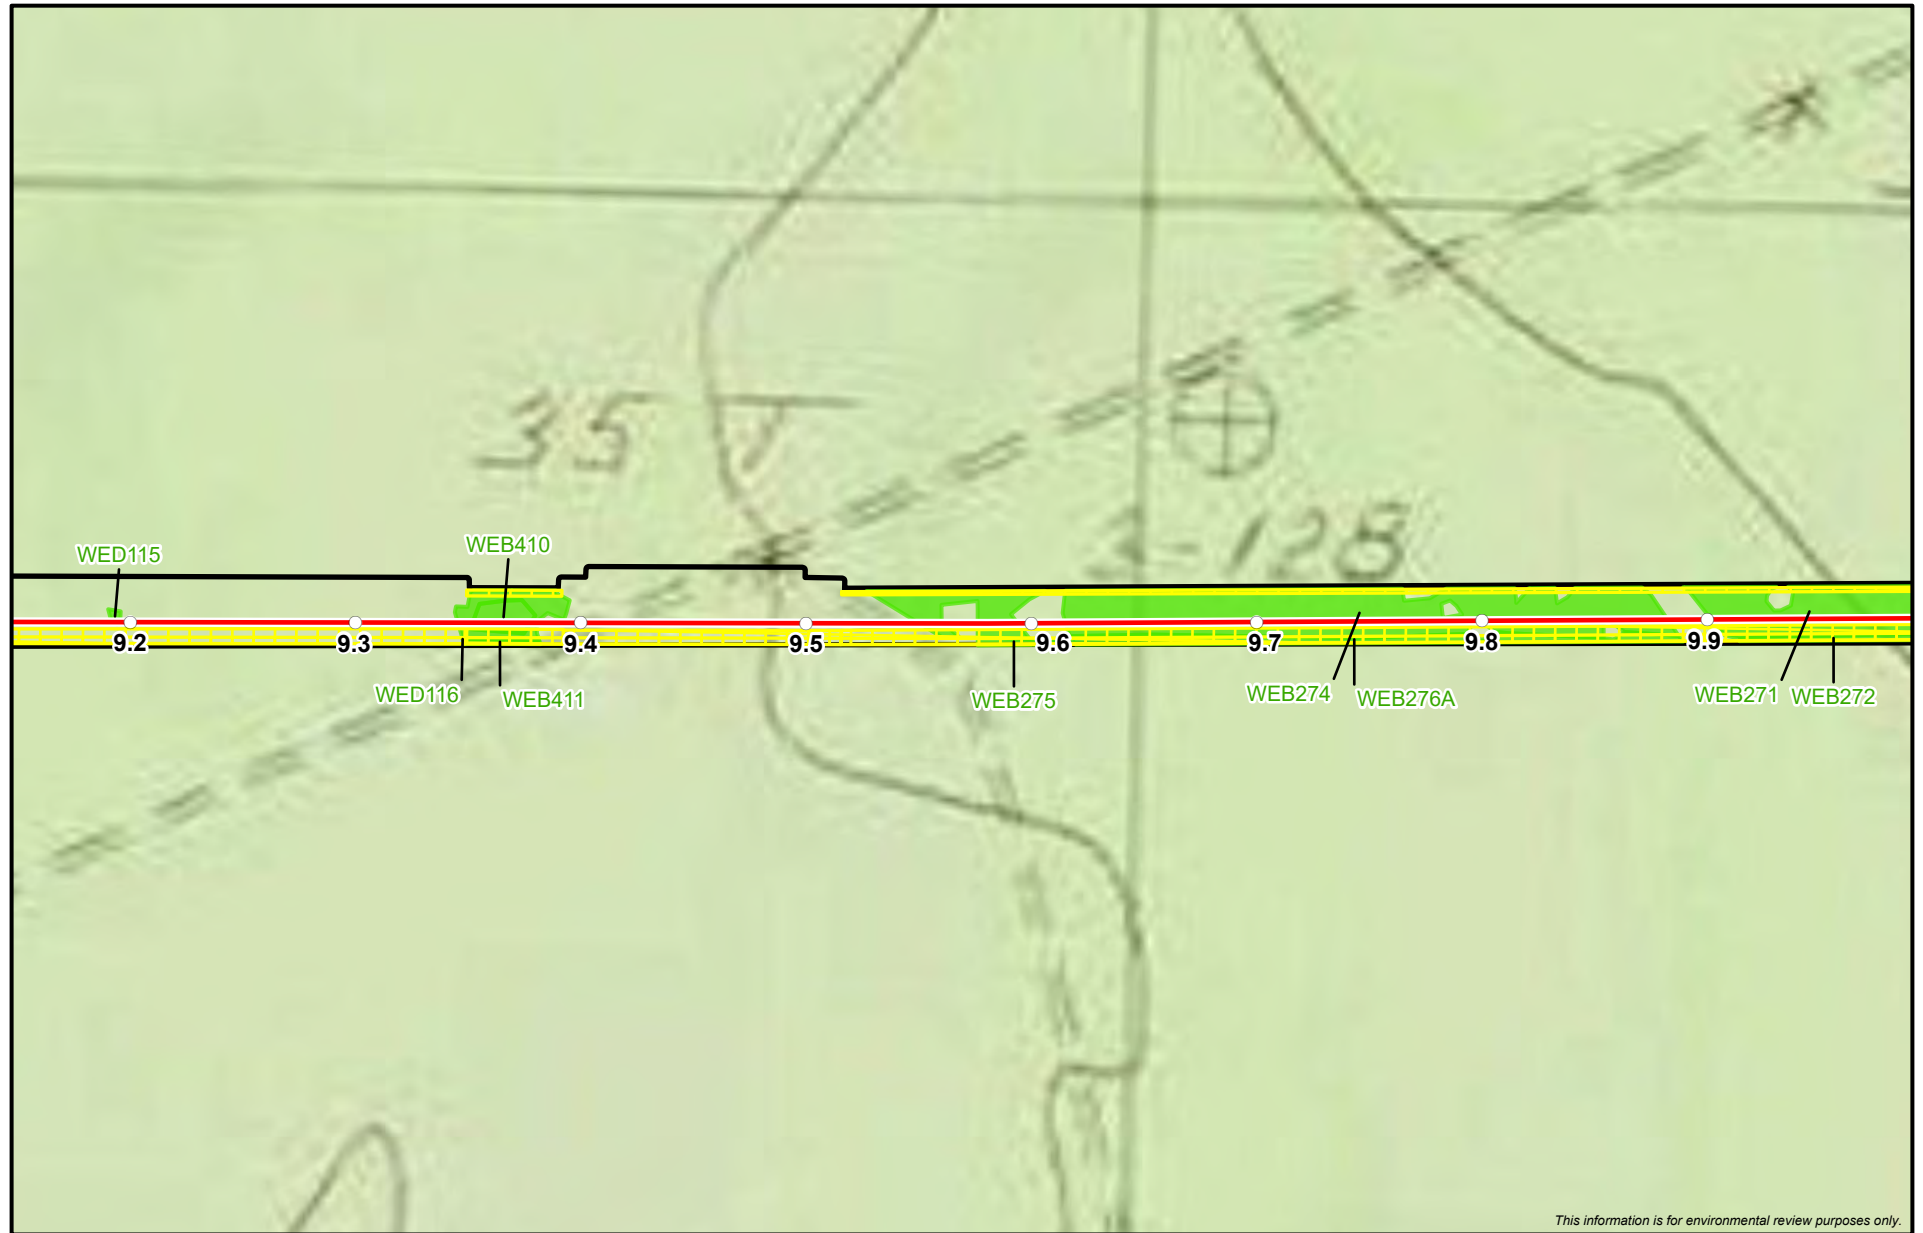 35
128
WED115
WEB410
9.2 9.3 9.4 9.5 9.6 9.7 9.8 9.9
WED116 WEB411 WEB275 WEB274 WEB276A WEB271 WEB272
This information is for environmental review purposes only.